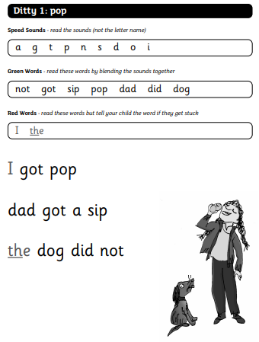 Ditty 1: pop
Speed Sounds - read the sounds (not the letter name)
a g t p n s d o i
Green Words - read these words by blending the sounds together
not got sip pop dad did dog
Red Words - read these words but tell your child the word if they get stuck
I the
I got pop
dad got a sip
the dog did not